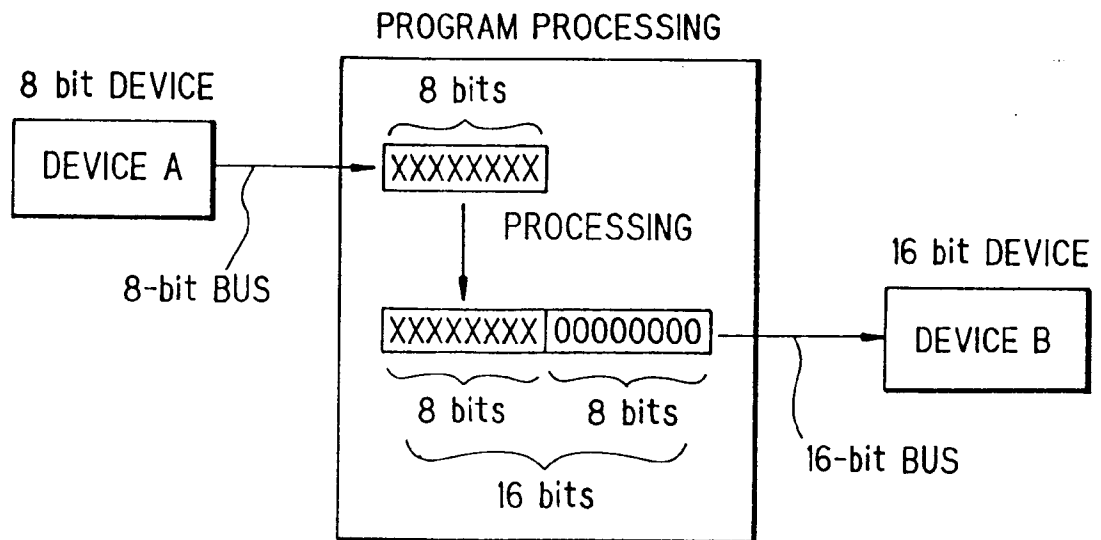 PROGRAM PROCESSING
8 bit DEVICE
DEVICE A
8-bit BUS
8 bits
XXXXXXXX
PROCESSING
XXXXXXXX 00000000
8 bits 8 bits
16 bits
16 bit DEVICE
DEVICE B
16-bit BUS